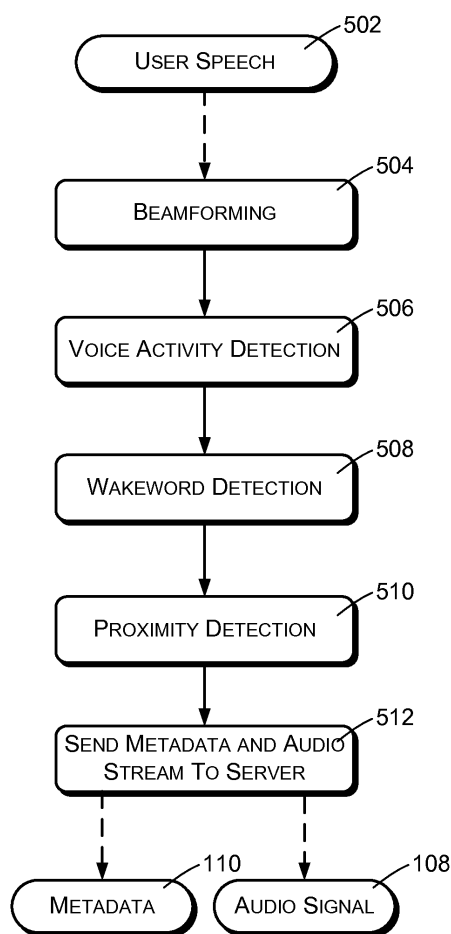 502
USER SPEECH
504
BEAMFORMING
506
VOICE ACTIVITY DETECTION
508
WAKEWORD DETECTION
510
PROXIMITY DETECTION
512
SEND METADATA AND AUDIO
STREAM TO SERVER
110
108
METADATA
AUDIO SIGNAL